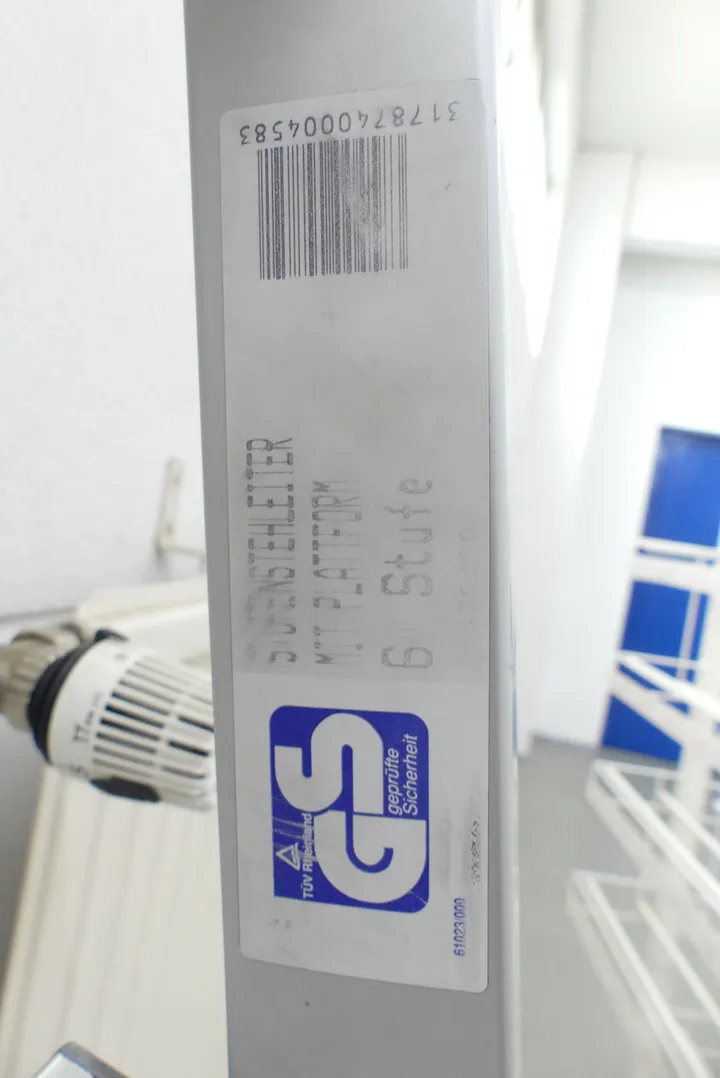 3178740004583
STUFENSTEHLEITER
MIT PLATTFORM
6 Stufe
TÜV Rheinland
GS
geprüfte
Sicherheit
61023/000